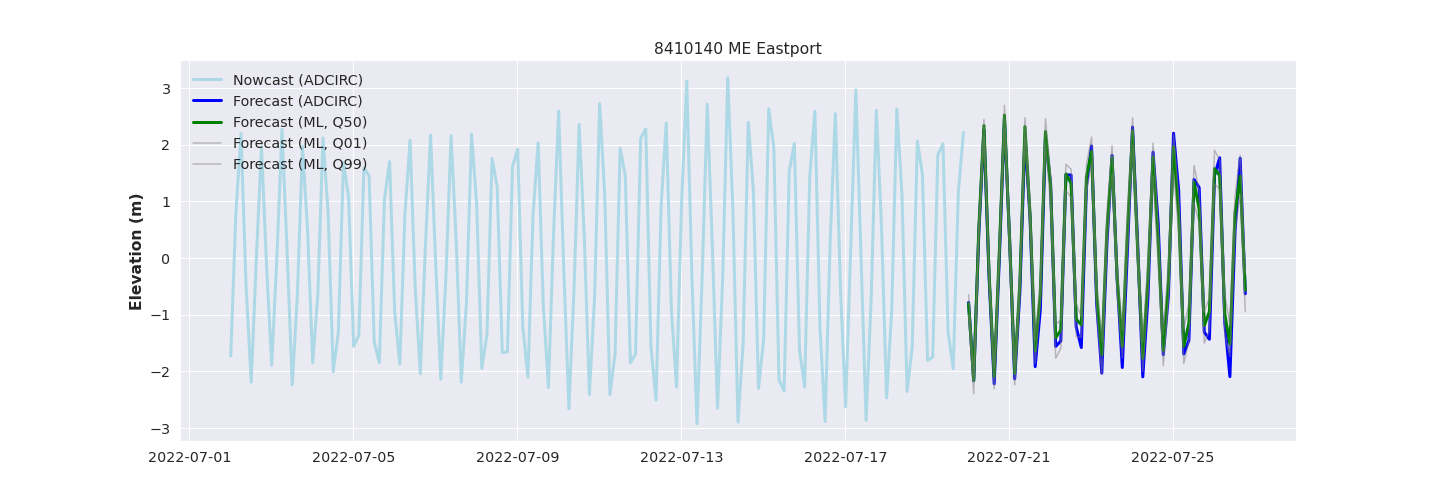 8410140 ME Eastport
Nowcast (ADCIRC)
Forecast (ADCIRC)
Forecast (ML, Q50)
Forecast (ML, Q01)
Forecast (ML, Q99)
Elevation (m)
3
2
1
0
−1
−2
−3
2022-07-01
2022-07-05
2022-07-09
2022-07-13
2022-07-17
2022-07-21
2022-07-25